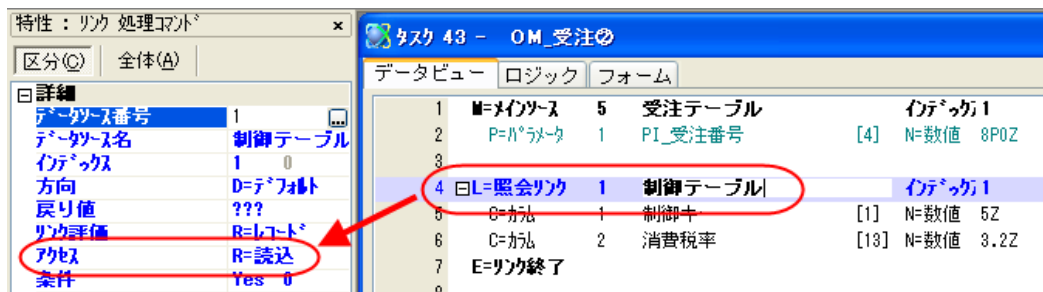 特性 : リンク 処理コマンド ×
区分(C) 全体(A)
詳細
データソース番号 1 ...
データソース名 制御テーブル
インデックス 1 0
方向 D=デフォルト
戻り値 ???
リンク評価 R=レコード
アクセス R=読込
条件 Yes 0
タスク 43 - OM_受注②
データビュー ロジック フォーム
1 M=メインソース 5 受注テーブル インデックス 1
2 P=パラメータ 1 PI_受注番号 [4] N=数値 8P0Z
3
4 L=照会リンク 1 制御テーブル インデックス 1
5 C=カラム 1 制御キー [1] N=数値 5Z
6 C=カラム 2 消費税率 [13] N=数値 3.2Z
7 E=リンク終了